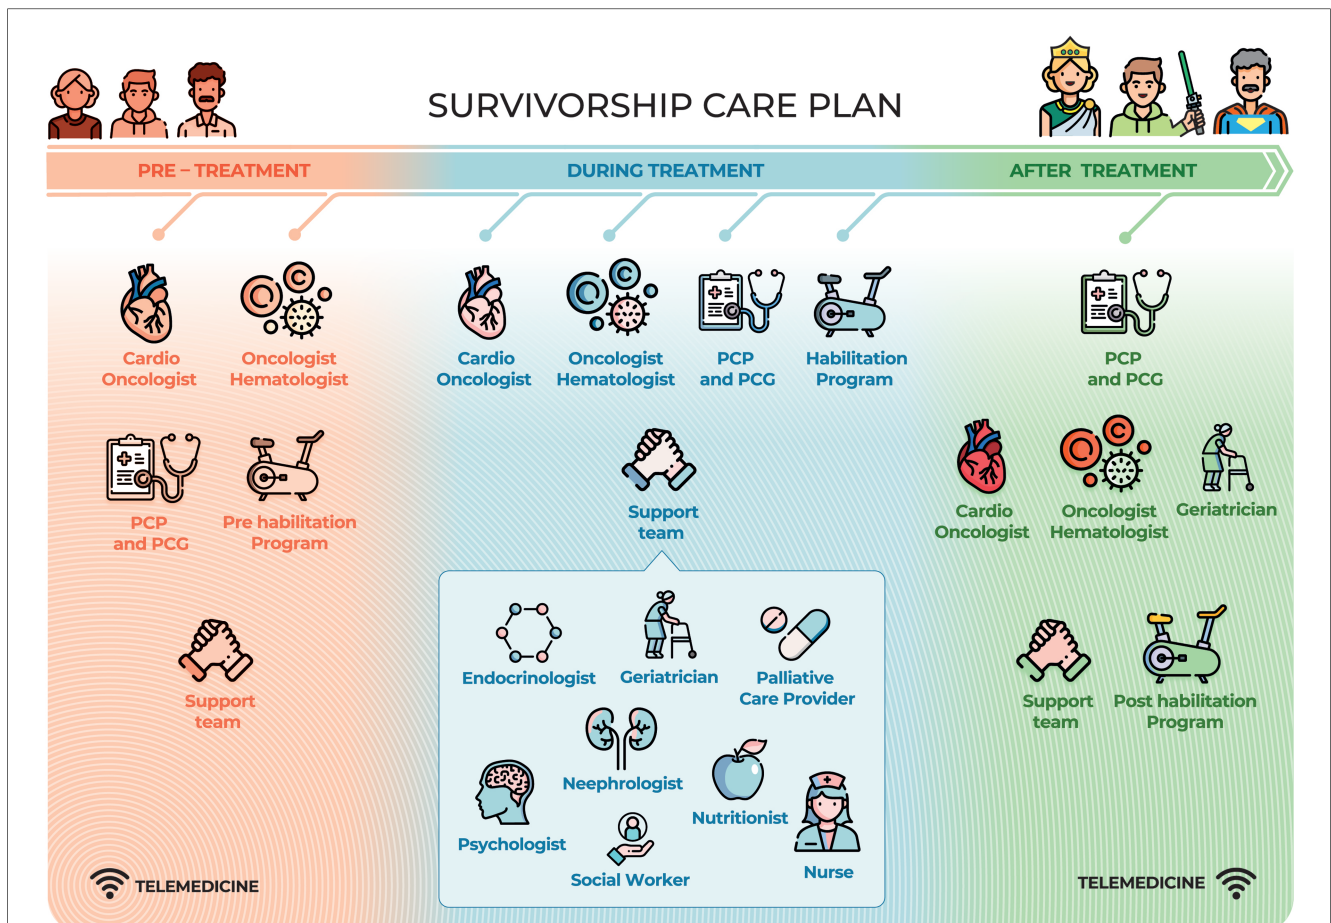 SURVIVORSHIP CARE PLAN
PRE – TREATMENT
DURING TREATMENT
AFTER TREATMENT
Cardio
Oncologist
Oncologist
Hematologist
PCP
and PCG
Pre habilitation
Program
Support
team
TELEMEDICINE
Cardio
Oncologist
Oncologist
Hematologist
PCP
and PCG
Habilitation
Program
Support
team
Endocrinologist
Geriatrician
Palliative
Care Provider
Neephrologist
Psychologist
Nutritionist
Social Worker
Nurse
PCP
and PCG
Cardio
Oncologist
Oncologist
Hematologist
Geriatrician
Support
team
Post habilitation
Program
TELEMEDICINE